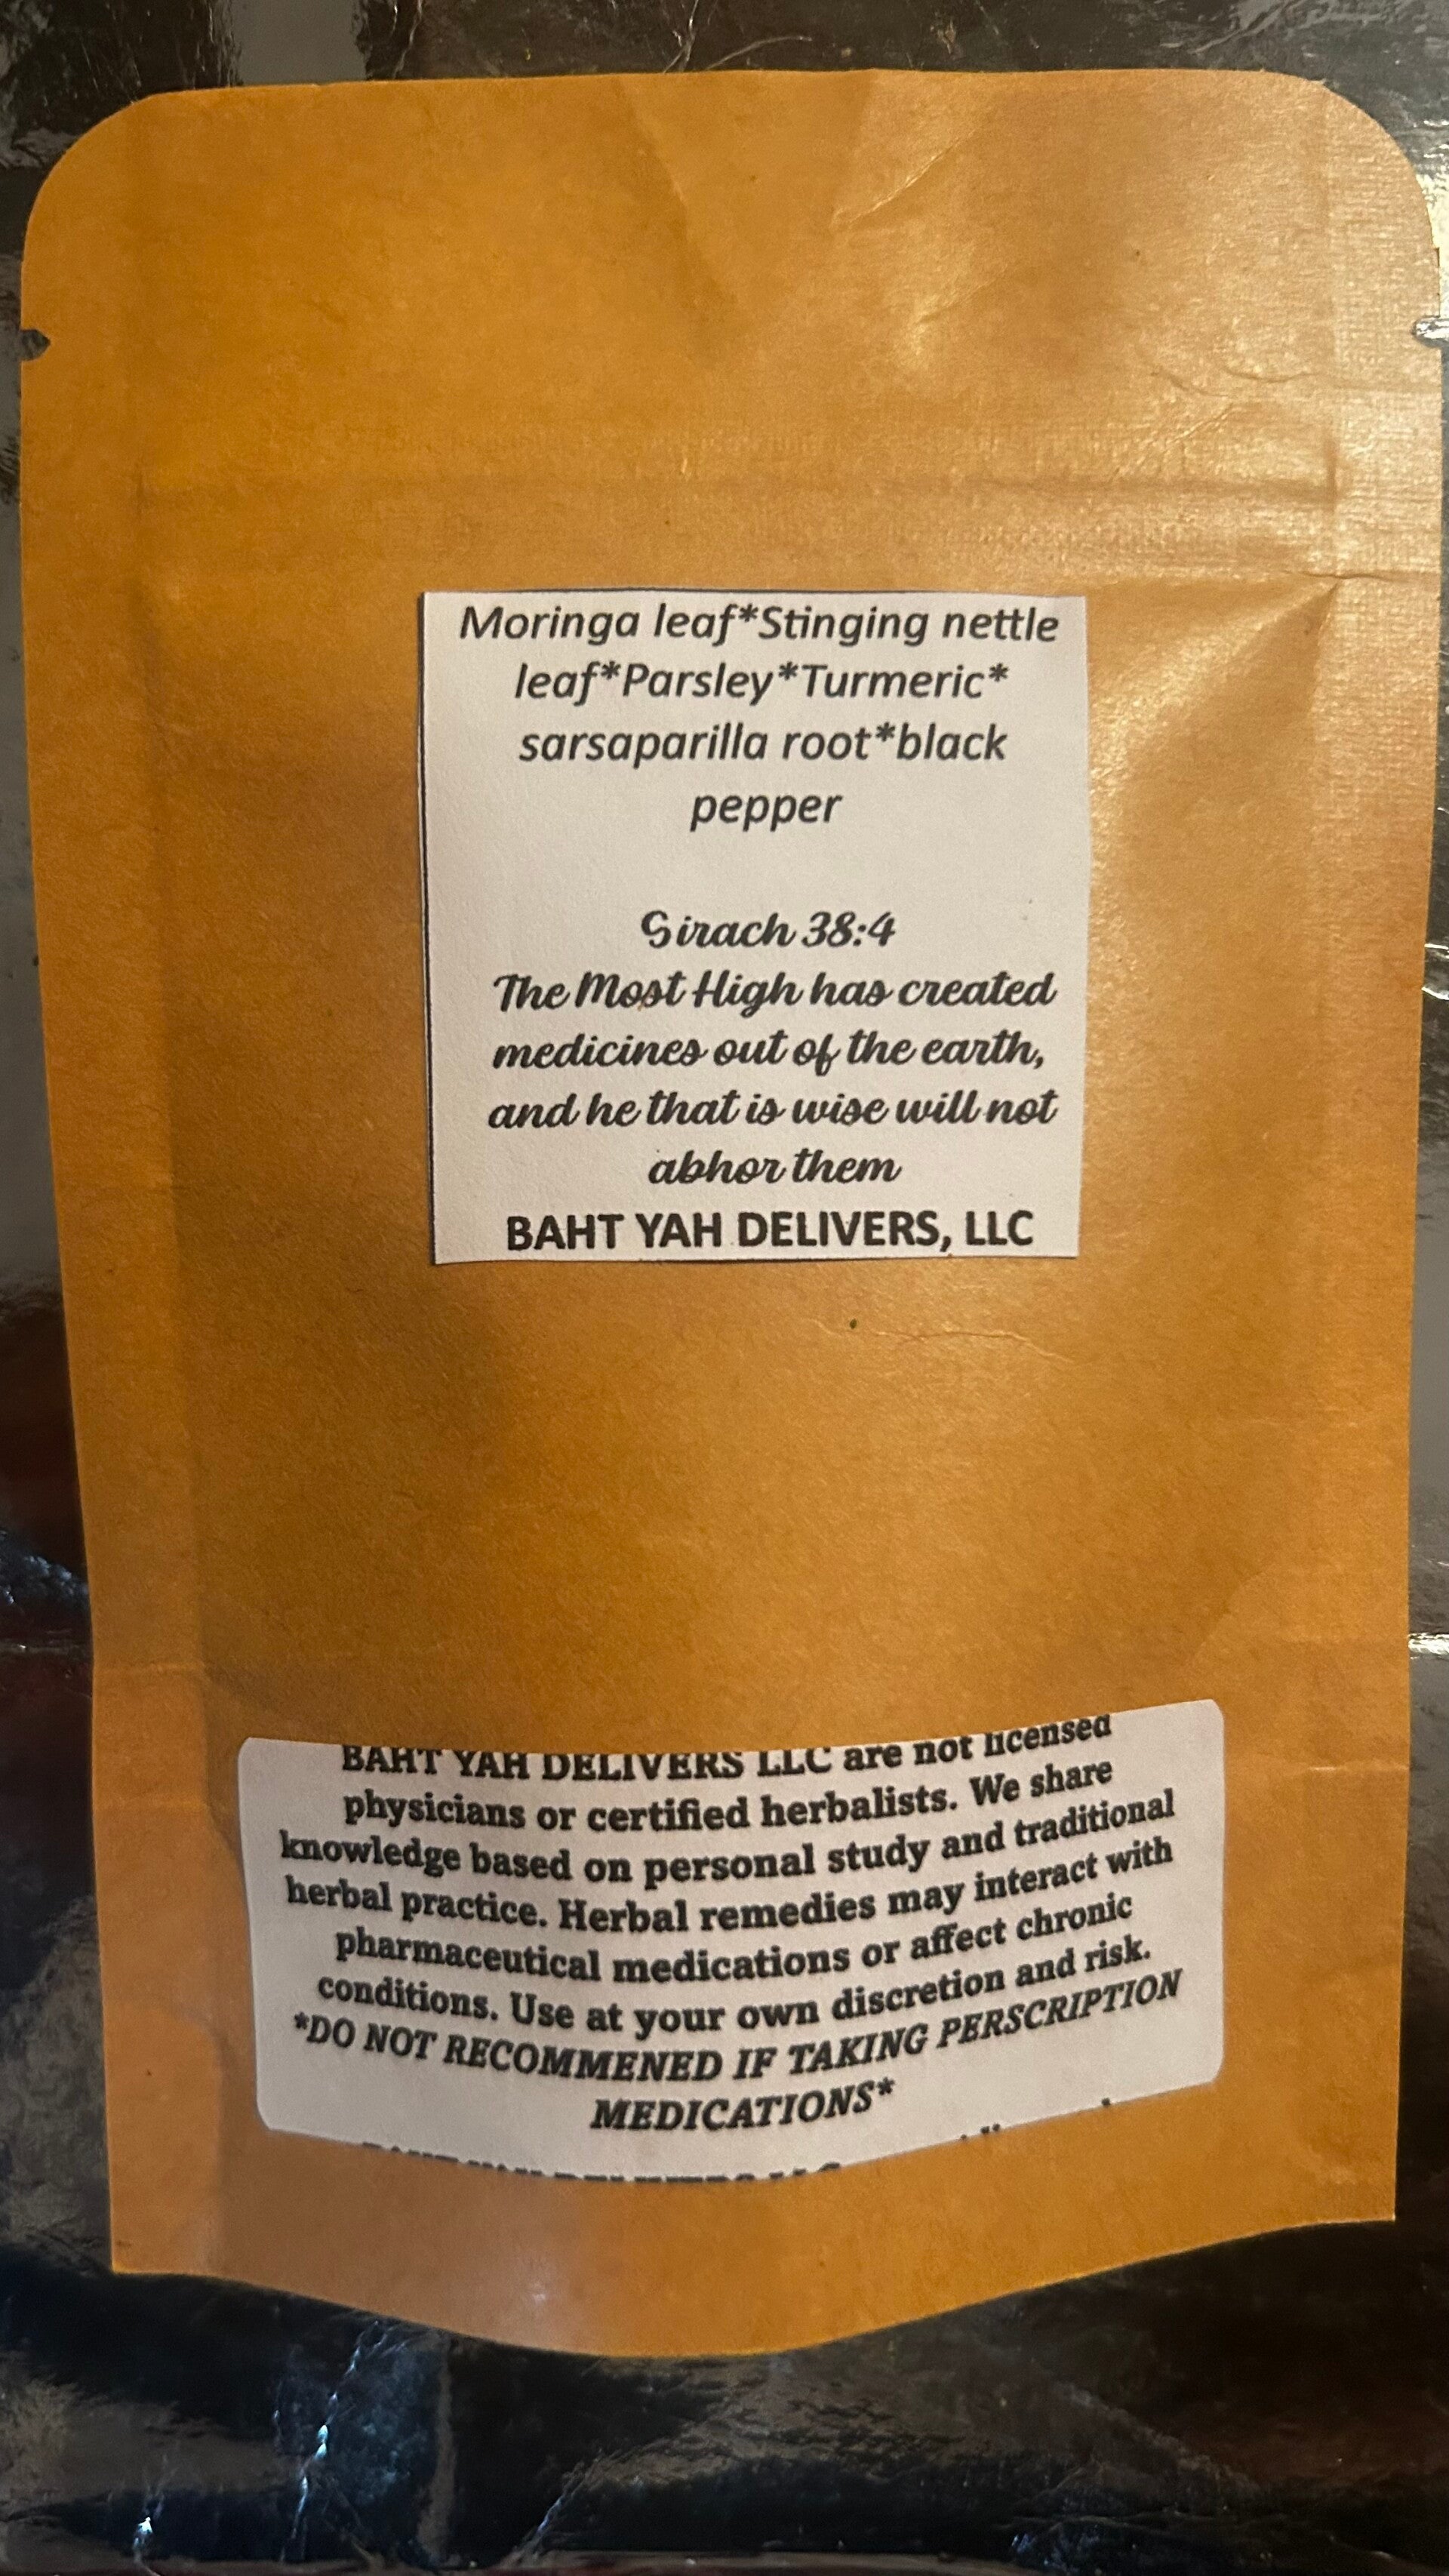 Moringa leaf*Stinging nettle
leaf*Parsley*Turmeric*
sarsaparilla root*black
pepper
Sirach 38:4
The Most High has created
medicines out of the earth,
and he that is wise will not
abhor them
BAHT YAH DELIVERS, LLC
BAHT YAH DELIVERS LLC are not licensed
physicians or certified herbalists. We share
knowledge based on personal study and traditional
herbal practice. Herbal remedies may interact with
pharmaceutical medications or affect chronic
conditions. Use at your own discretion and risk.
*DO NOT RECOMMENED IF TAKING PERSCRIPTION
MEDICATIONS*